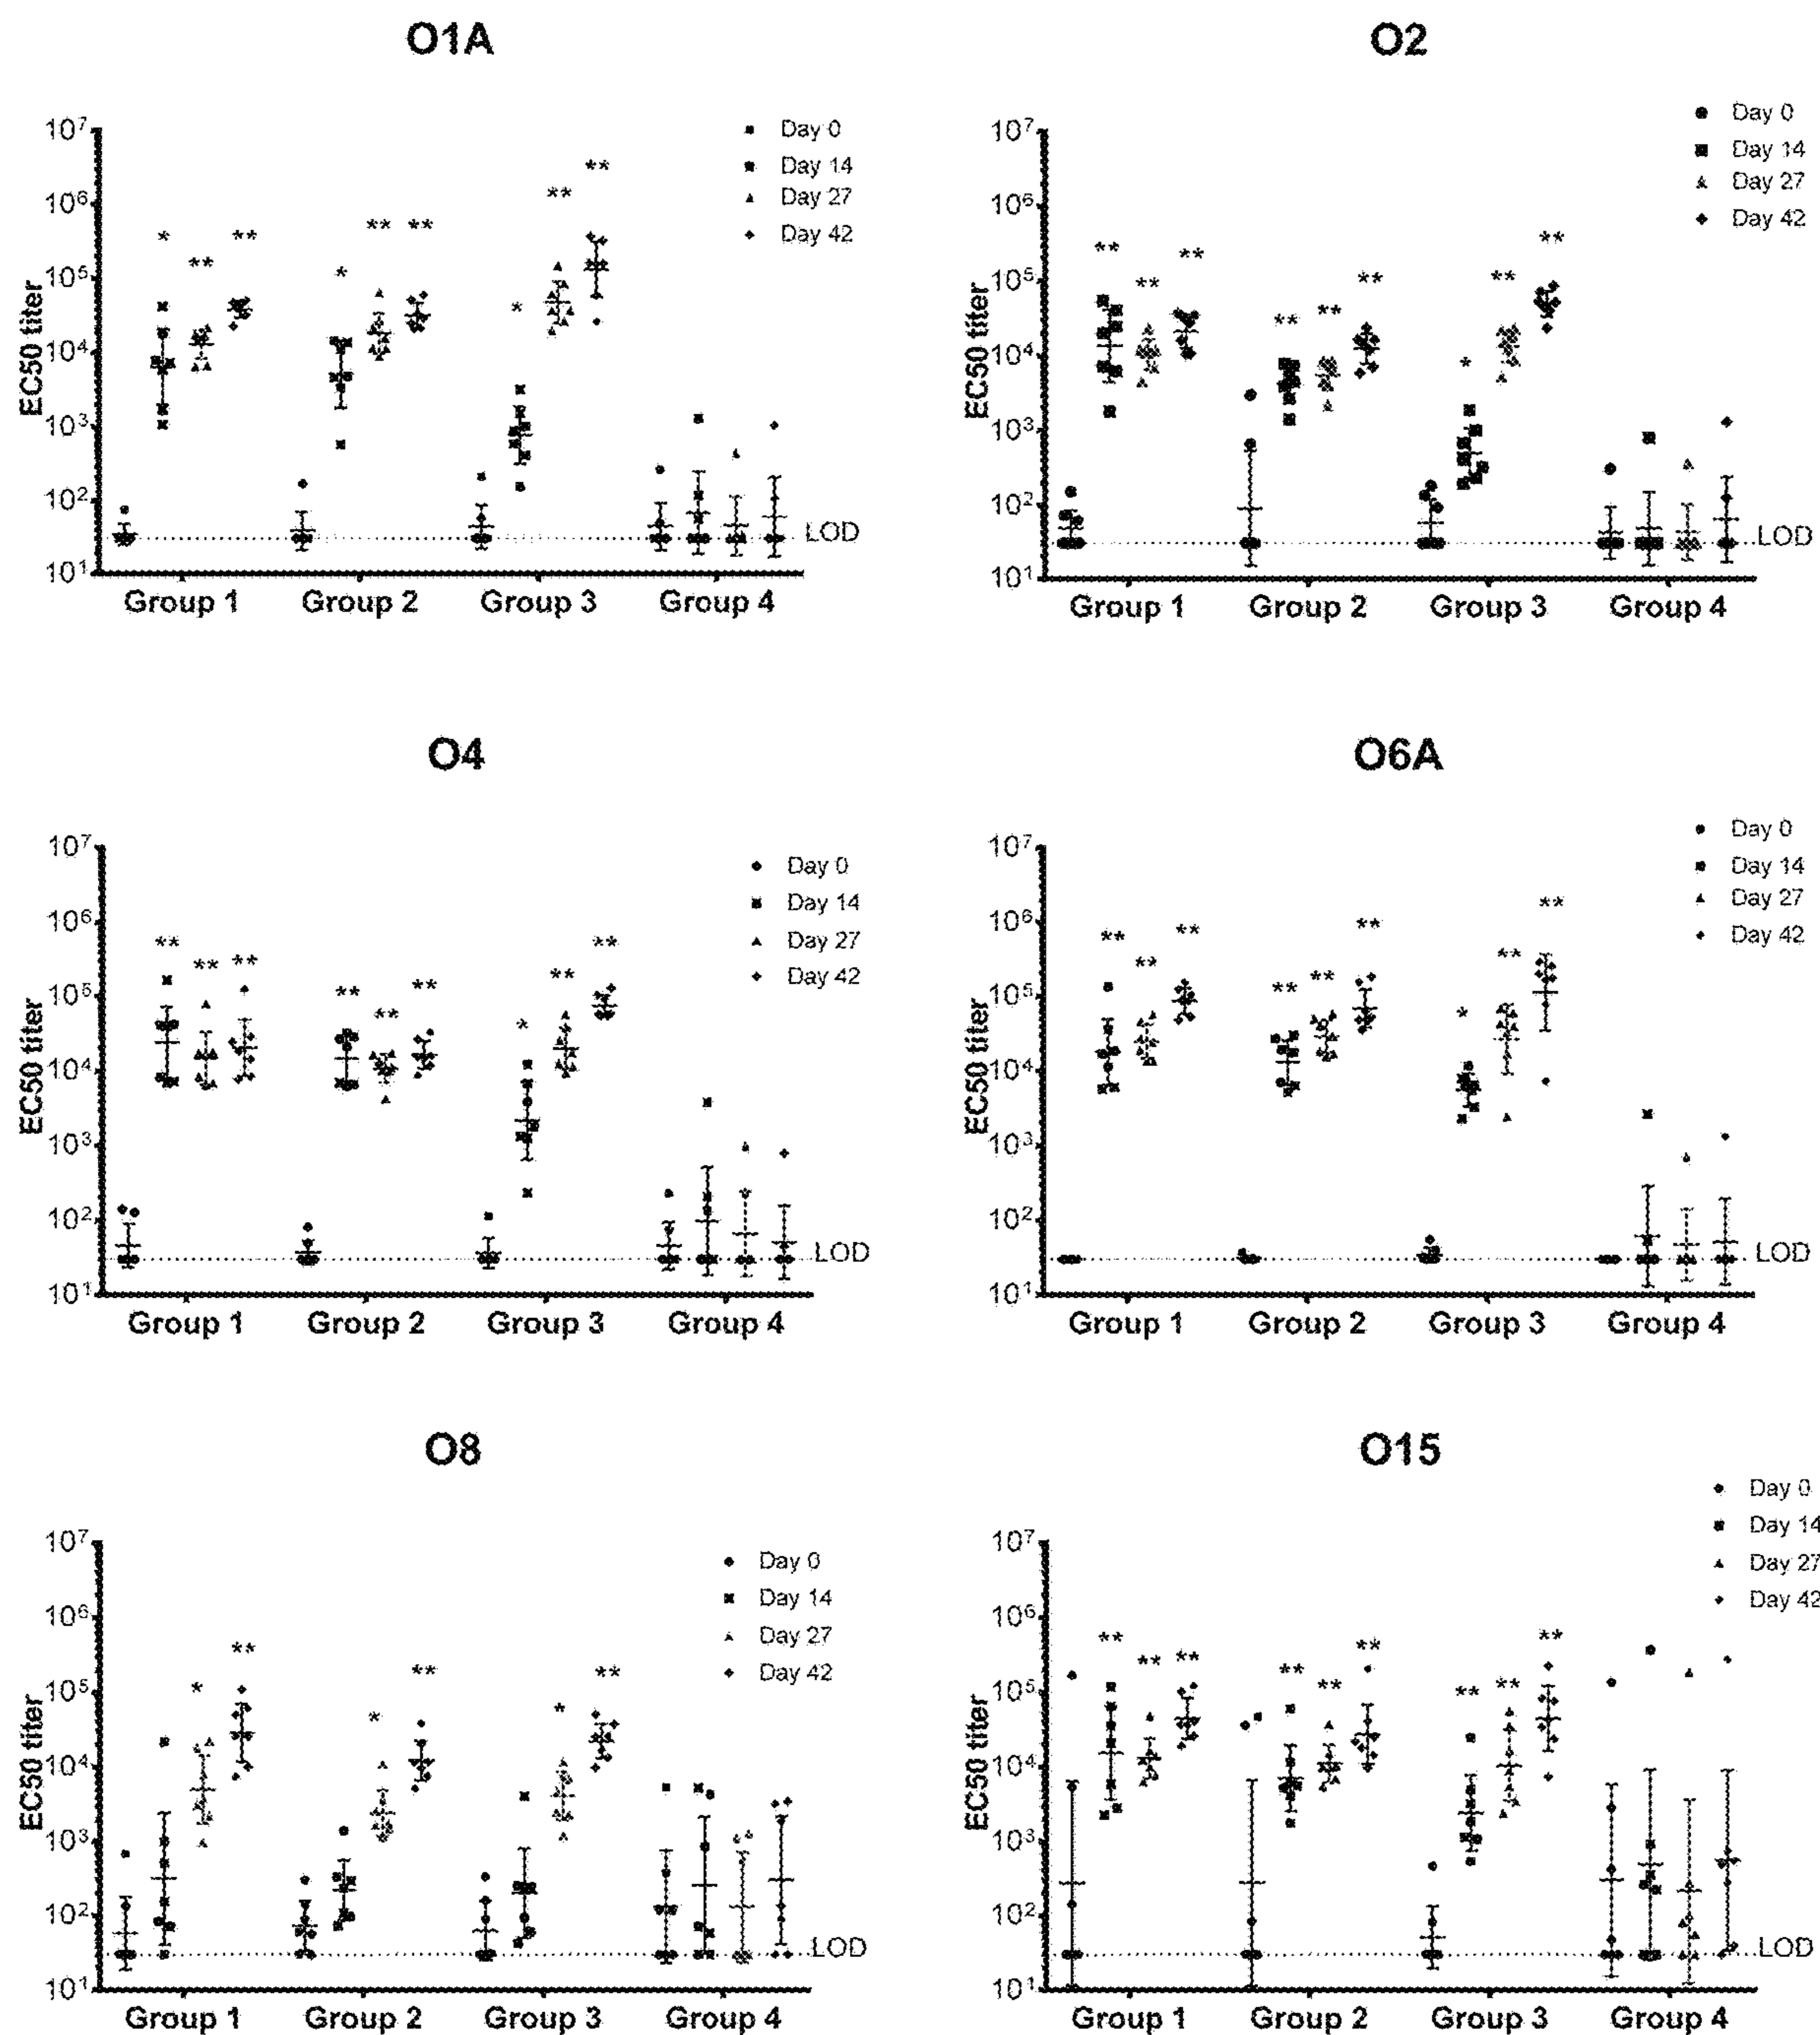 O1A
10⁷
10⁶
10⁵
10⁴
10³
10²
10¹
EC50 titer
* ** **
* ** **
* ** **
Day 0
Day 14
Day 27
Day 42
LOD
Group 1 Group 2 Group 3 Group 4
O2
10⁷
10⁶
10⁵
10⁴
10³
10²
10¹
EC50 titer
** ** **
** ** **
* ** **
Day 0
Day 14
Day 27
Day 42
LOD
Group 1 Group 2 Group 3 Group 4
O4
10⁷
10⁶
10⁵
10⁴
10³
10²
10¹
EC50 titer
** ** **
** ** **
* ** **
Day 0
Day 14
Day 27
Day 42
LOD
Group 1 Group 2 Group 3 Group 4
O6A
10⁷
10⁶
10⁵
10⁴
10³
10²
10¹
EC50 titer
** ** **
** ** **
* ** **
Day 0
Day 14
Day 27
Day 42
LOD
Group 1 Group 2 Group 3 Group 4
O8
10⁷
10⁶
10⁵
10⁴
10³
10²
10¹
EC50 titer
* **
* **
* **
Day 0
Day 14
Day 27
Day 42
LOD
Group 1 Group 2 Group 3 Group 4
O15
10⁷
10⁶
10⁵
10⁴
10³
10²
10¹
EC50 titer
** ** **
** ** **
** ** **
Day 0
Day 14
Day 27
Day 42
LOD
Group 1 Group 2 Group 3 Group 4